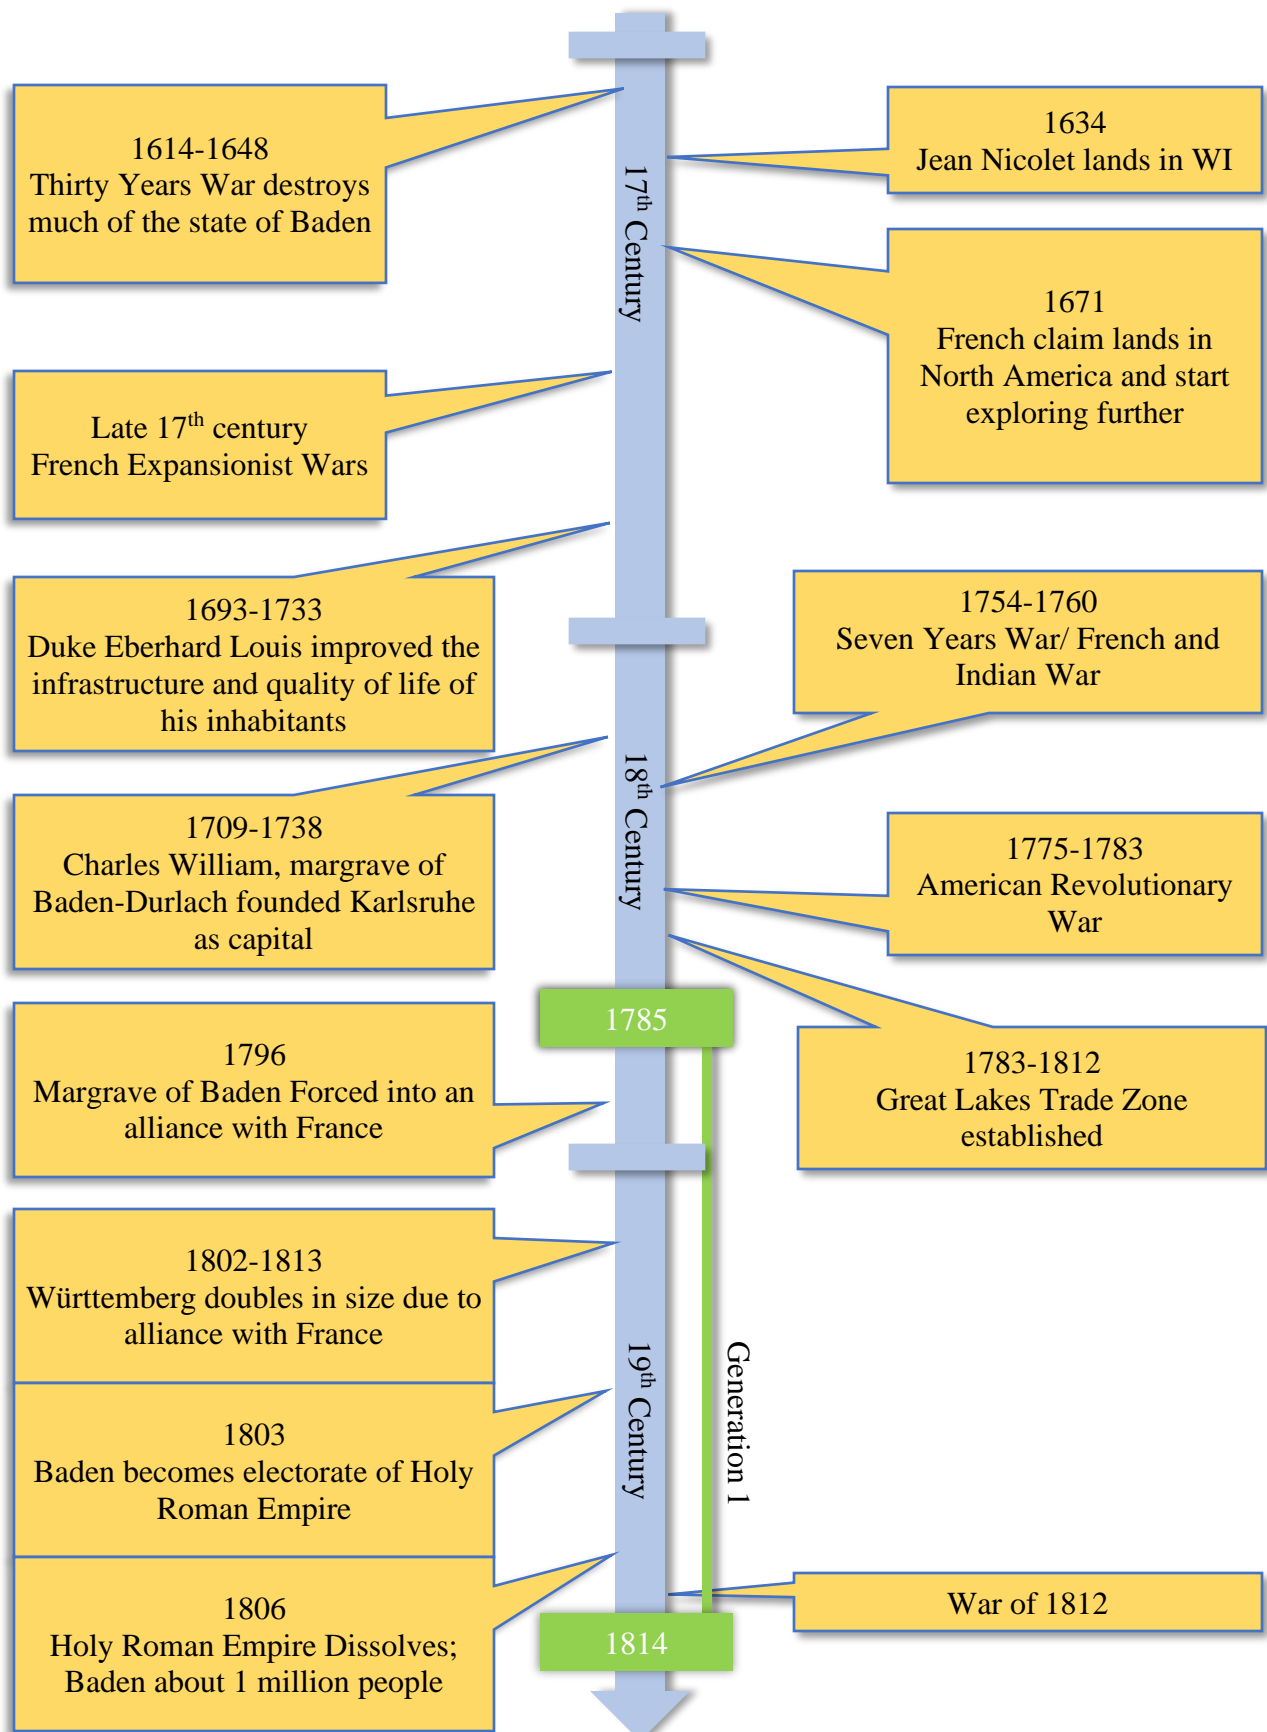 1614-1648
Thirty Years War destroys
much of the state of Baden
1634
Jean Nicolet lands in WI
17th Century
1671
French claim lands in
North America and start
exploring further
Late 17th century
French Expansionist Wars
1693-1733
Duke Eberhard Louis improved the
infrastructure and quality of life of
his inhabitants
1754-1760
Seven Years War/ French and
Indian War
18th Century
1709-1738
Charles William, margrave of
Baden-Durlach founded Karlsruhe
as capital
1775-1783
American Revolutionary
War
1785
1796
Margrave of Baden Forced into an
alliance with France
1783-1812
Great Lakes Trade Zone
established
1802-1813
Württemberg doubles in size due to
alliance with France
19th Century
Generation 1
1803
Baden becomes electorate of Holy
Roman Empire
1806
Holy Roman Empire Dissolves;
Baden about 1 million people
War of 1812
1814